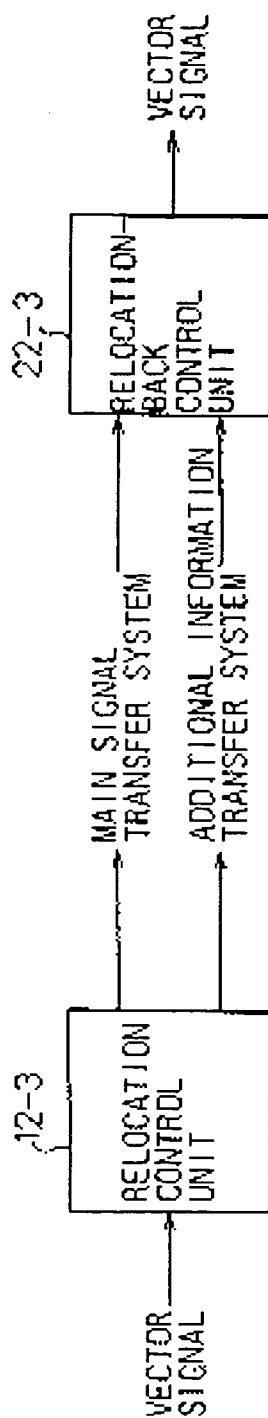 VECTOR
SIGNAL
12-3
RELOCATION
CONTROL
UNIT
MAIN SIGNAL
TRANSFER SYSTEM
ADDITIONAL INFORMATION
TRANSFER SYSTEM
22-3
RELOCATION-
BACK
CONTROL
UNIT
VECTOR
SIGNAL